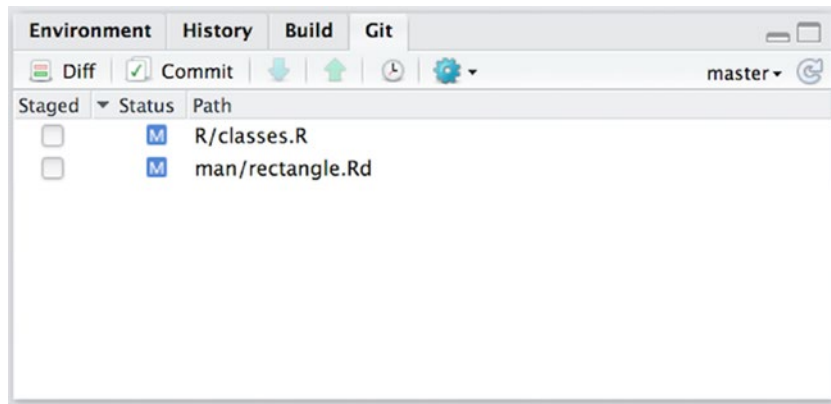 Environment History Build Git
Diff Commit master
Staged Status Path
M R/classes.R
M man/rectangle.Rd